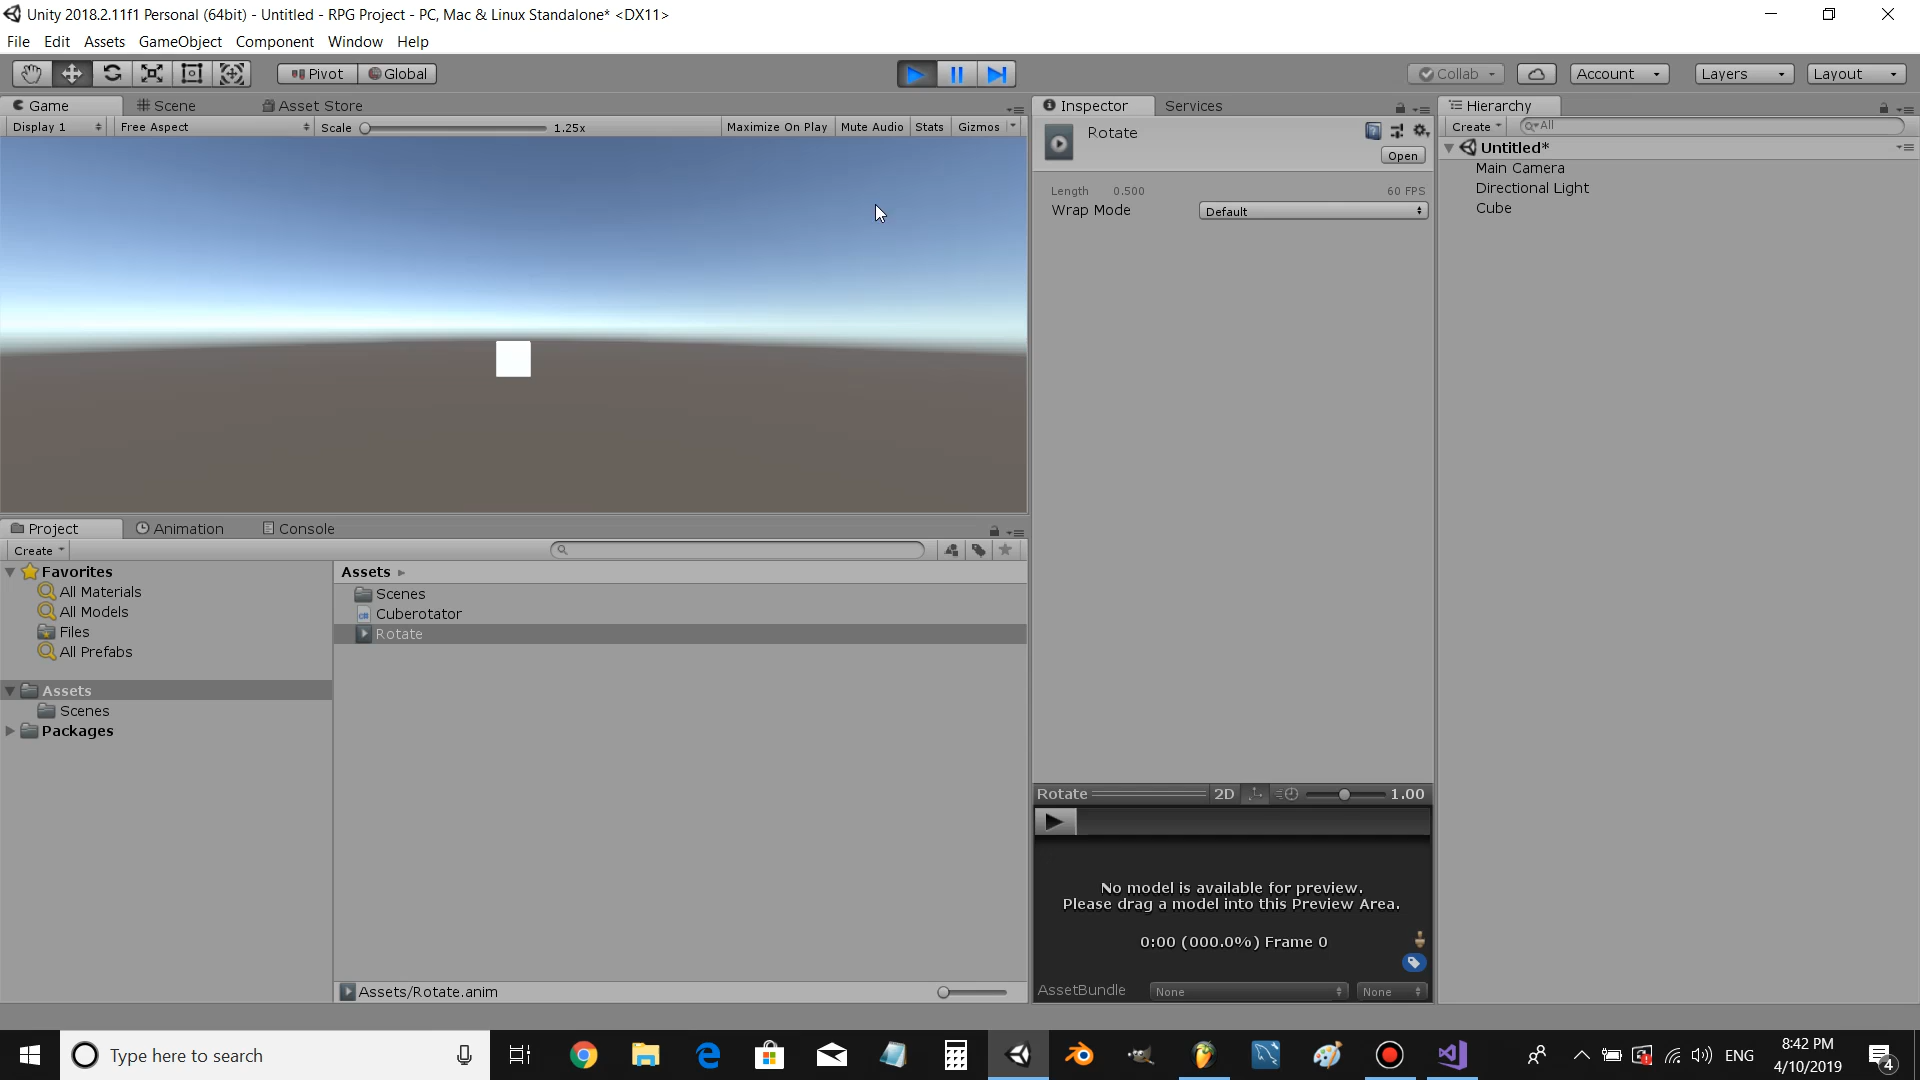 Unity 2018.2.11f1 Personal (64bit) - Untitled - RPG Project - PC, Mac & Linux Standalone* <DX11>
File Edit Assets GameObject Component Window Help
Pivot Global Collab Account Layers Layout
Game Scene Asset Store
Display 1 Free Aspect Scale 1.25x Maximize On Play Mute Audio Stats Gizmos
Inspector Services
Rotate
Open
Length 0.500 60 FPS
Wrap Mode Default
Hierarchy
Create All
Untitled*
Main Camera
Directional Light
Cube
Project Animation Console
Create
Favorites
All Materials
All Models
Files
All Prefabs
Assets
Scenes
Packages
Assets
Scenes
Cuberotator
Rotate
Assets/Rotate.anim
Rotate 2D 1.00
No model is available for preview.
Please drag a model into this Preview Area.
0:00 (000.0%) Frame 0
AssetBundle None None
Type here to search
ENG
8:42 PM
4/10/2019
4